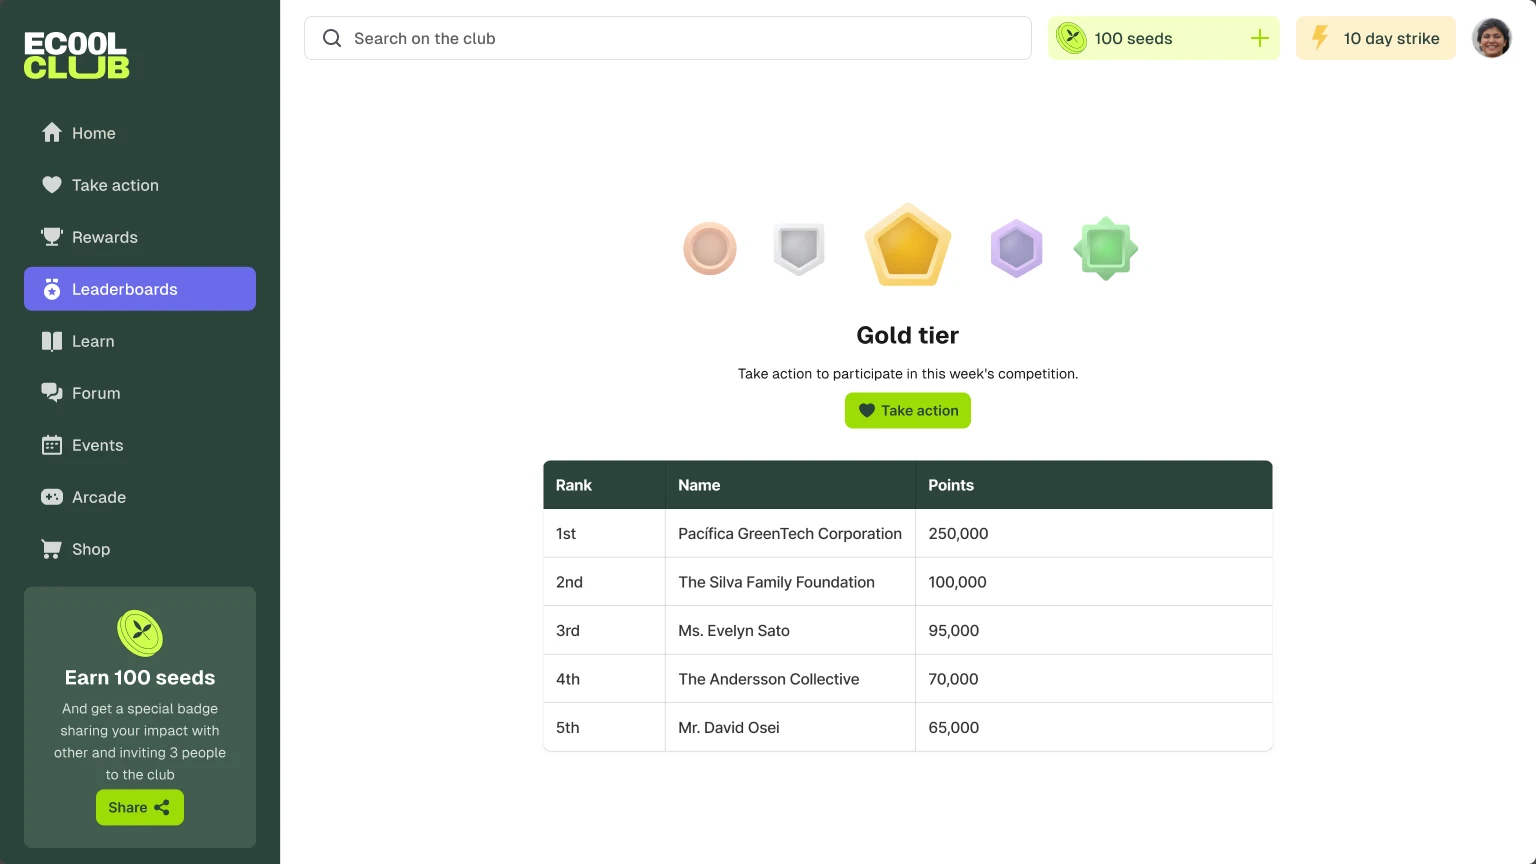 ECOOL
CLUB
Home
Take action
Rewards
Leaderboards
Learn
Forum
Events
Arcade
Shop
Earn 100 seeds
And get a special badge
sharing your impact with
other and inviting 3 people
to the club
Share
Search on the club
100 seeds
10 day strike
Gold tier
Take action to participate in this week's competition.
Take action
Rank Name Points
1st Pacífica GreenTech Corporation 250,000
2nd The Silva Family Foundation 100,000
3rd Ms. Evelyn Sato 95,000
4th The Andersson Collective 70,000
5th Mr. David Osei 65,000